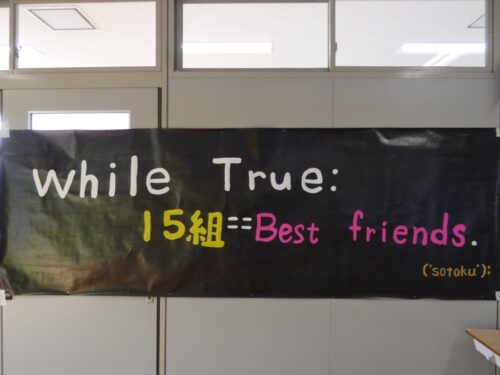 while True:
15組==Best friends.
('sotoku');